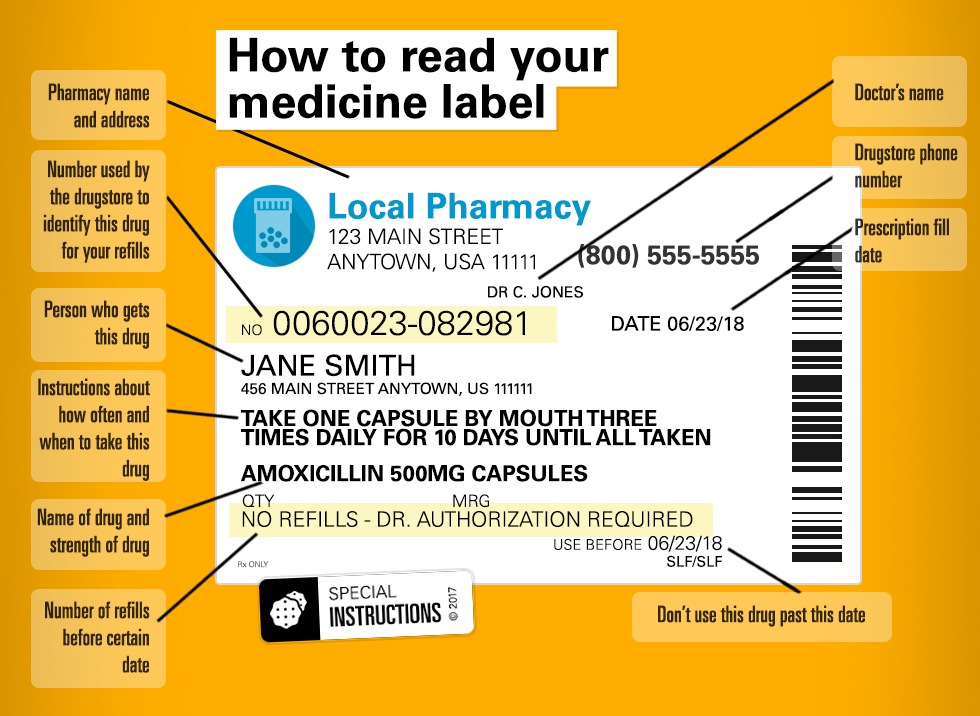 How to read your
medicine label
Pharmacy name
and address
Number used by
the drugstore to
identify this drug
for your refills
Person who gets
this drug
Instructions about
how often and
when to take this
drug
Name of drug and
strength of drug
Number of refills
before certain
date
Local Pharmacy
123 MAIN STREET
ANYTOWN, USA 11111
(800) 555-5555
DR C. JONES
NO 0060023-082981
DATE 06/23/18
JANE SMITH
456 MAIN STREET ANYTOWN, US 111111
TAKE ONE CAPSULE BY MOUTH THREE
TIMES DAILY FOR 10 DAYS UNTIL ALL TAKEN
AMOXICILLIN 500MG CAPSULES
QTY MRG
NO REFILLS - DR. AUTHORIZATION REQUIRED
USE BEFORE 06/23/18
SLF/SLF
Rx ONLY
SPECIAL
INSTRUCTIONS
© 2017
Doctor's name
Drugstore phone
number
Prescription fill
date
Don't use this drug past this date